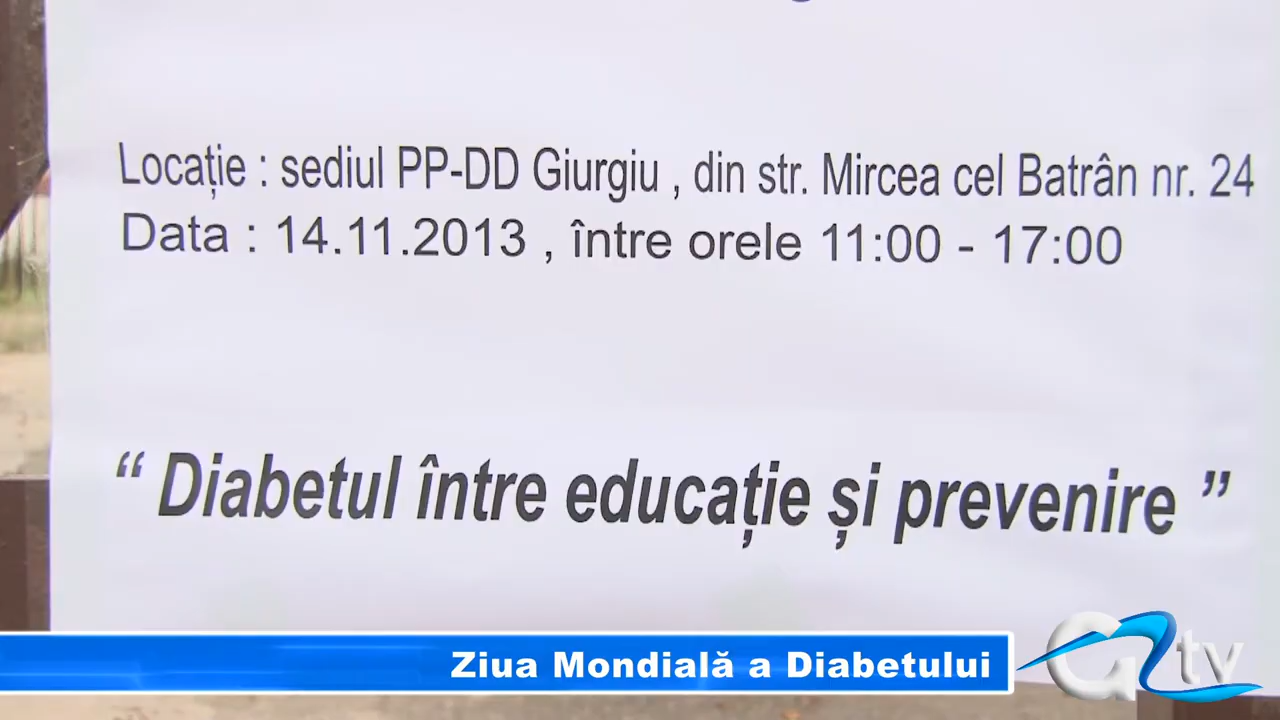 Locație : sediul PP-DD Giurgiu , din str. Mircea cel Batrân nr. 24
Data : 14.11.2013 , între orele 11:00 - 17:00
“ Diabetul între educație și prevenire ”
Ziua Mondială a Diabetului
G2tv